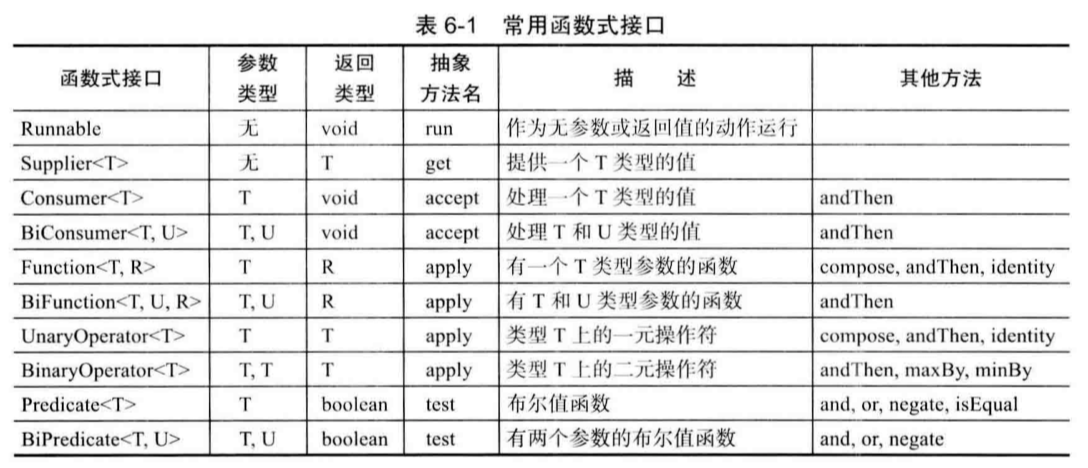 表 6-1 常用函数式接口
函数式接口 参数类型 返回类型 抽象方法名 描 述 其他方法
Runnable 无 void run 作为无参数或返回值的动作运行
Supplier<T> 无 T get 提供一个 T 类型的值
Consumer<T> T void accept 处理一个 T 类型的值 andThen
BiConsumer<T, U> T, U void accept 处理 T 和 U 类型的值 andThen
Function<T, R> T R apply 有一个 T 类型参数的函数 compose, andThen, identity
BiFunction<T, U, R> T, U R apply 有 T 和 U 类型参数的函数 andThen
UnaryOperator<T> T T apply 类型 T 上的一元操作符 compose, andThen, identity
BinaryOperator<T> T, T T apply 类型 T 上的二元操作符 andThen, maxBy, minBy
Predicate<T> T boolean test 布尔值函数 and, or, negate, isEqual
BiPredicate<T, U> T, U boolean test 有两个参数的布尔值函数 and, or, negate